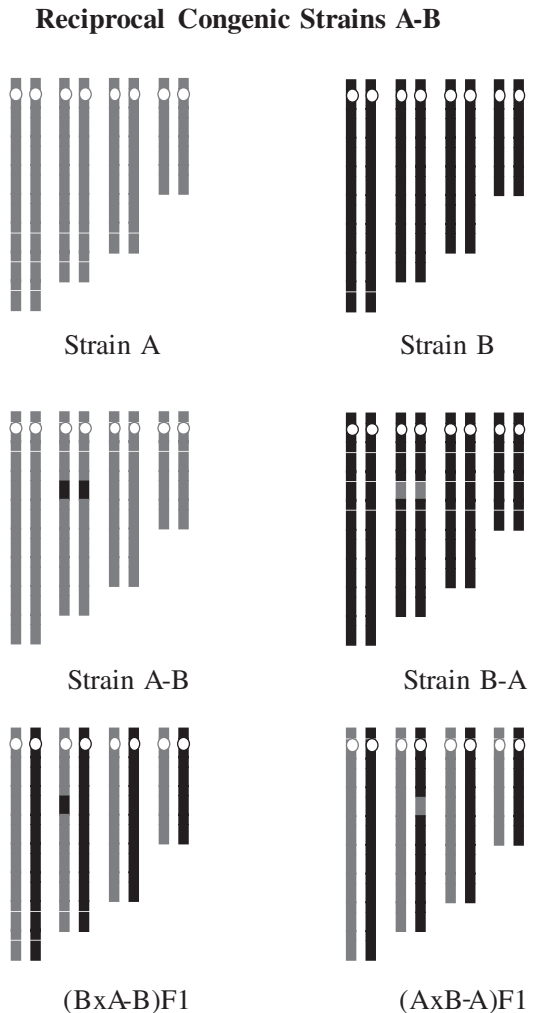 Reciprocal Congenic Strains A-B
Strain A
Strain B
Strain A-B
Strain B-A
(BxA-B)F1
(AxB-A)F1